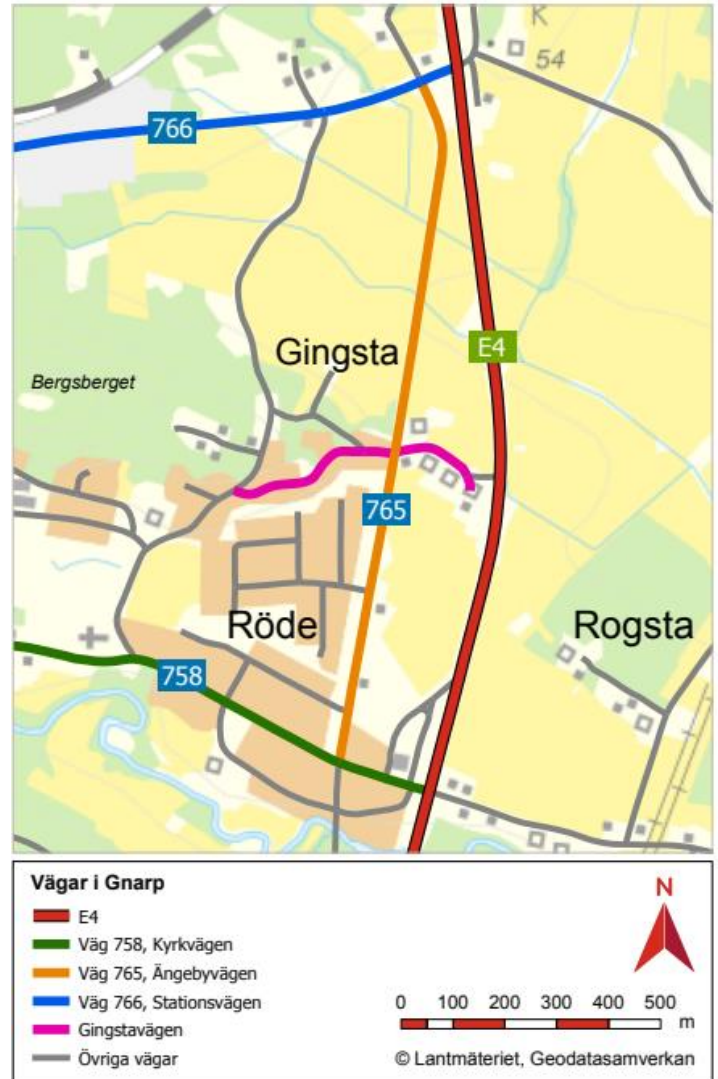 K
54
766
Gingsta
E4
Bergsberget
765
Röde
Rogsta
758
Vägar i Gnarp
E4
Väg 758, Kyrkvägen
Väg 765, Ängebyvägen
Väg 766, Stationsvägen
Gingstavägen
Övriga vägar
N
0 100 200 300 400 500
m
© Lantmäteriet, Geodatasamverkan